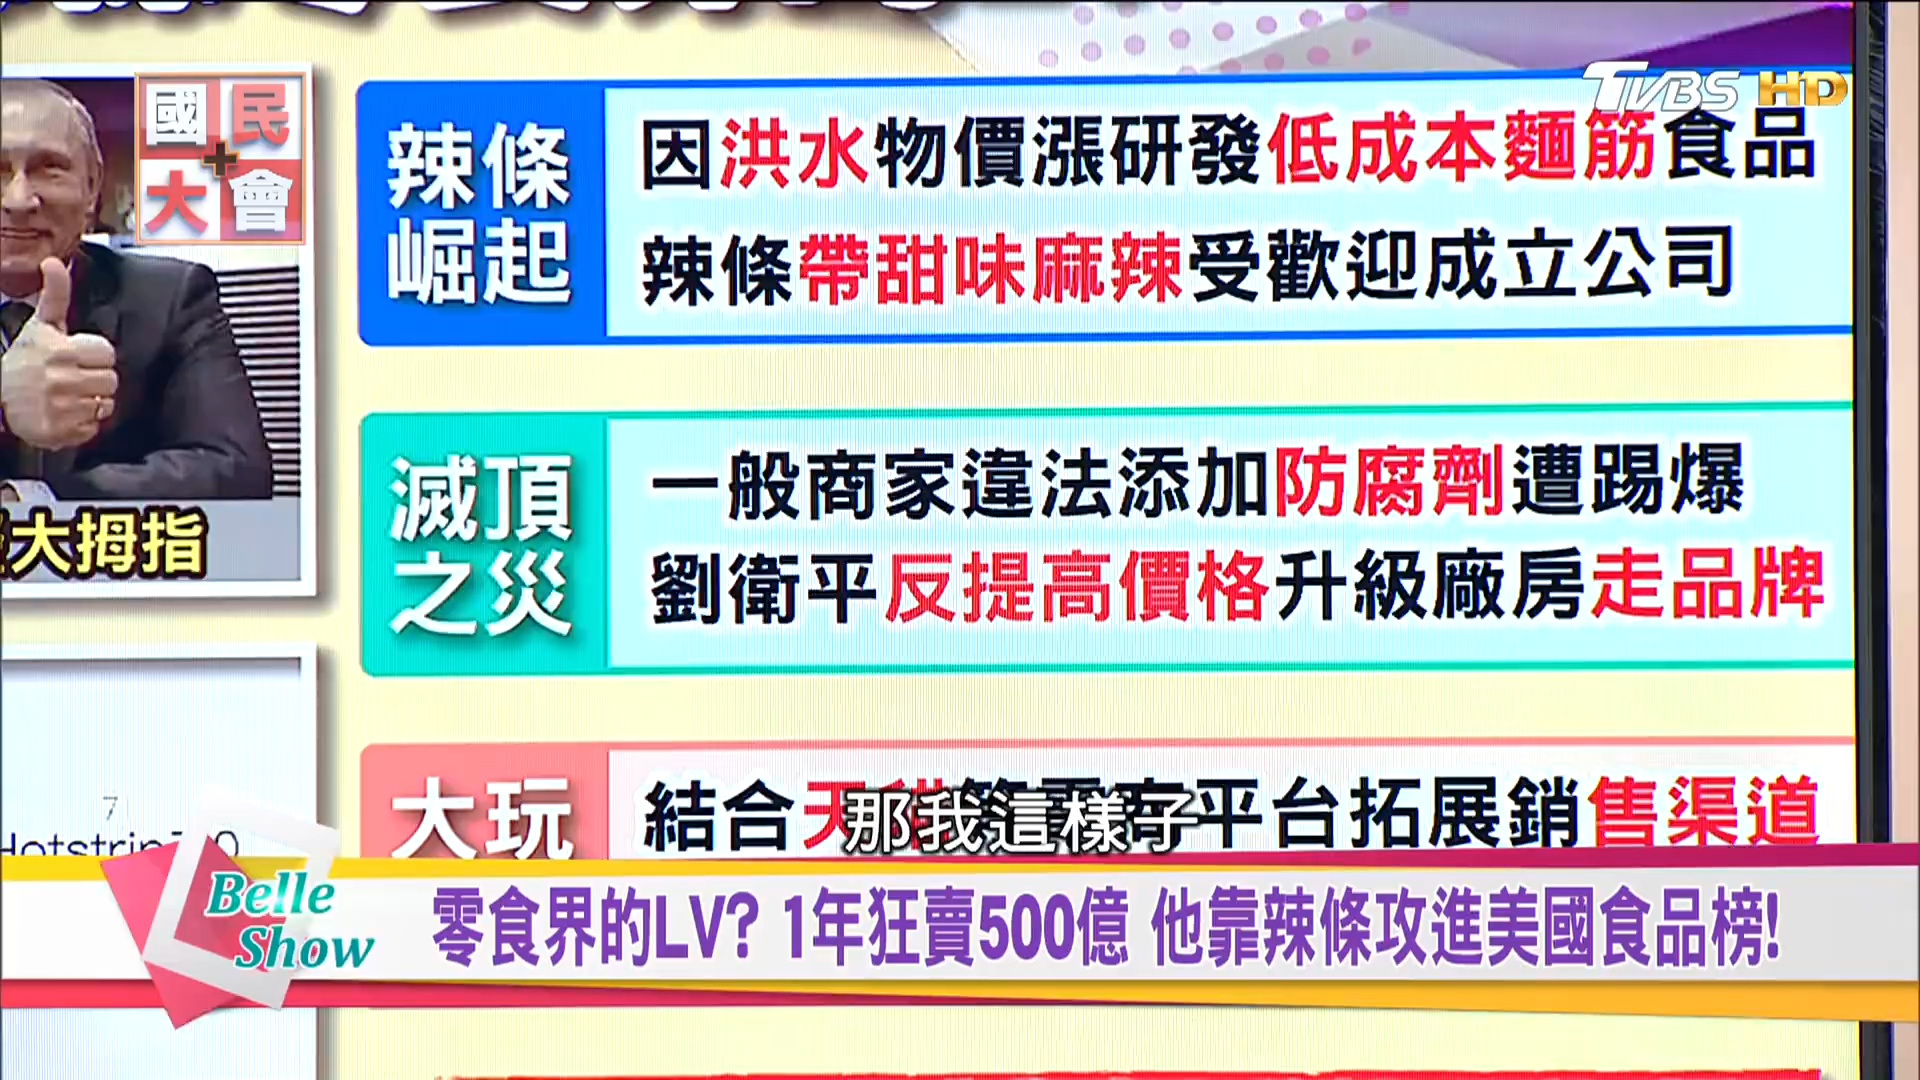 TVBS HD
國民
大會
辣條
崛起
因洪水物價漲研發低成本麵筋食品
辣條帶甜味麻辣受歡迎成立公司
大拇指
滅頂
之災
一般商家違法添加防腐劑遭踢爆
劉衛平反提高價格升級廠房走品牌
大玩
結合天貓等電商平台拓展銷售渠道
那我這樣子
Belle
Show
零食界的LV? 1年狂賣500億 他靠辣條攻進美國食品榜!